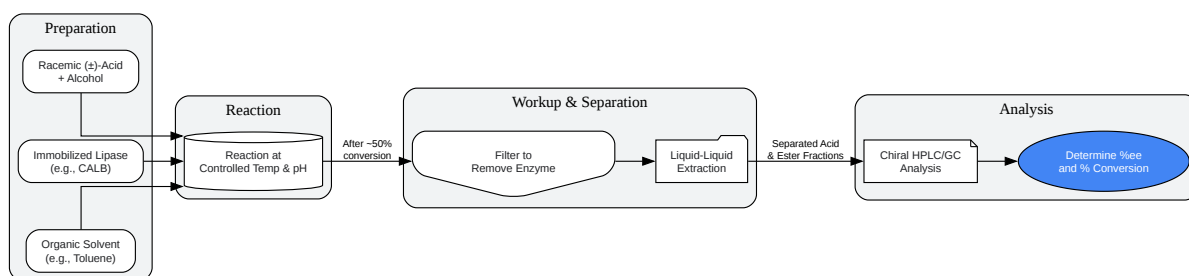 Preparation
Racemic (±)-Acid
+ Alcohol
Immobilized Lipase
(e.g., CALB)
Organic Solvent
(e.g., Toluene)
Reaction
Reaction at
Controlled Temp & pH
After ~50%
conversion
Workup & Separation
Filter to
Remove Enzyme
Liquid-Liquid
Extraction
Separated Acid
& Ester Fractions
Analysis
Chiral HPLC/GC
Analysis
Determine %ee
and % Conversion